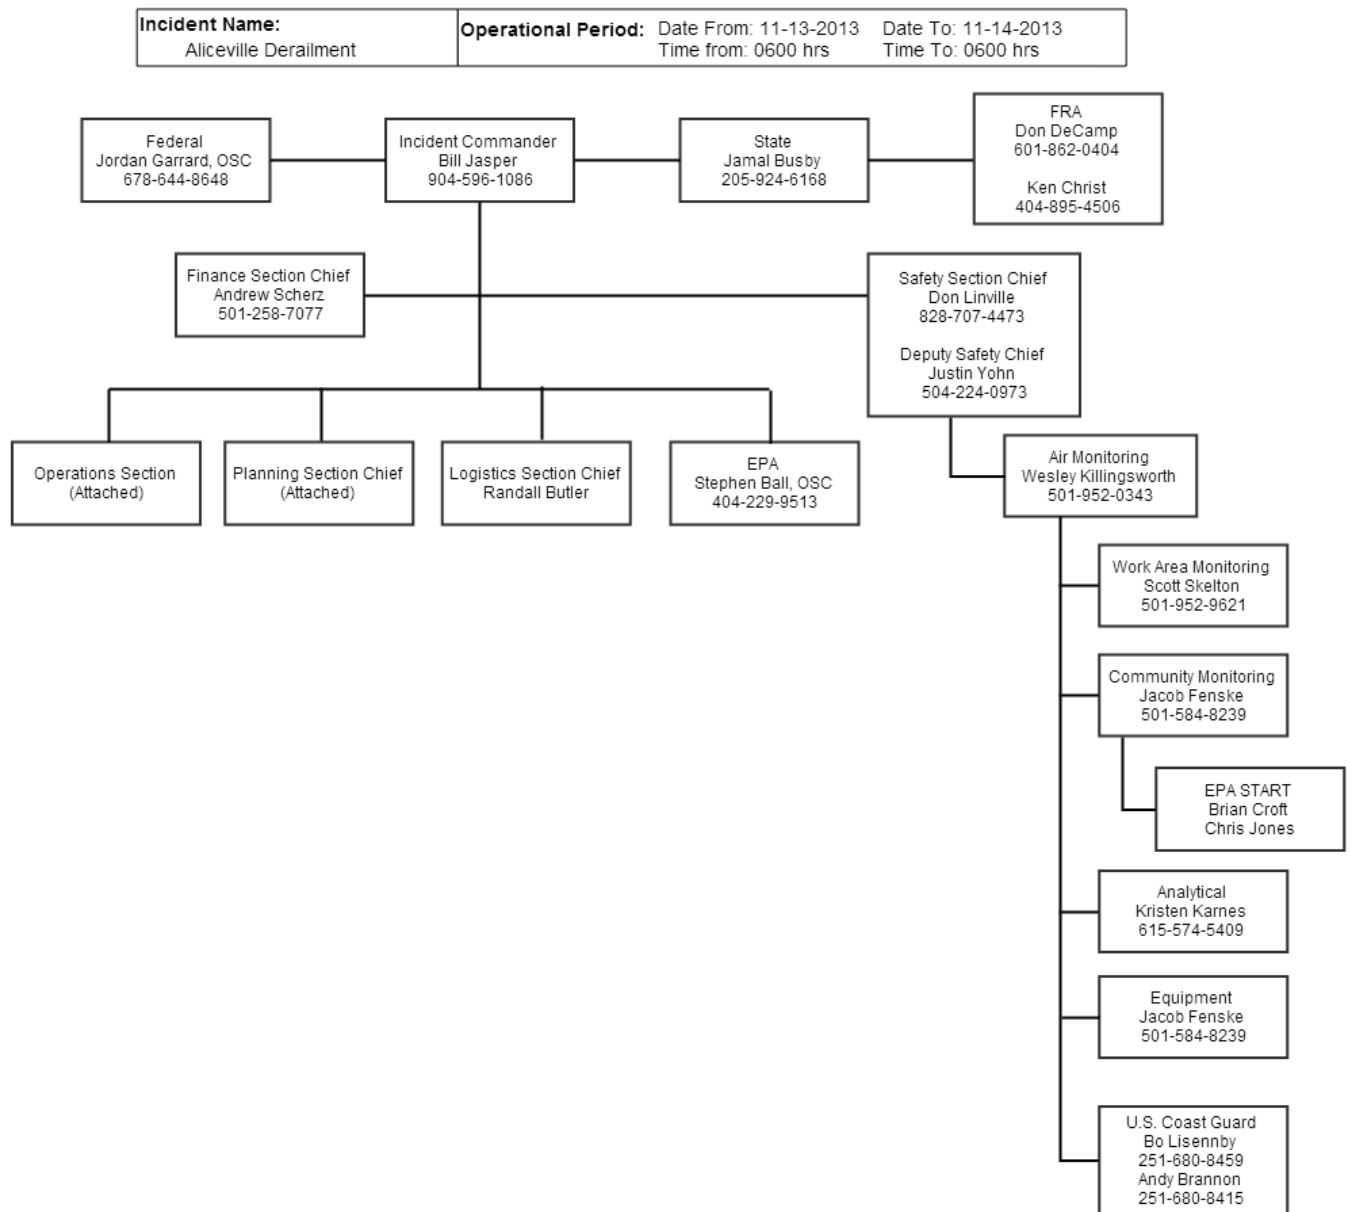 Incident Name:
Aliceville Derailment
Operational Period: Date From: 11-13-2013 Date To: 11-14-2013
Time from: 0600 hrs Time To: 0600 hrs
Federal
Jordan Garrard, OSC
678-644-8648
Incident Commander
Bill Jasper
904-596-1086
State
Jamal Busby
205-924-6168
FRA
Don DeCamp
601-862-0404
Ken Christ
404-895-4506
Finance Section Chief
Andrew Scherz
501-258-7077
Safety Section Chief
Don Linville
828-707-4473
Deputy Safety Chief
Justin Yohn
504-224-0973
Operations Section
(Attached)
Planning Section Chief
(Attached)
Logistics Section Chief
Randall Butler
EPA
Stephen Ball, OSC
404-229-9513
Air Monitoring
Wesley Killingsworth
501-952-0343
Work Area Monitoring
Scott Skelton
501-952-9621
Community Monitoring
Jacob Fenske
501-584-8239
EPA START
Brian Croft
Chris Jones
Analytical
Kristen Karnes
615-574-5409
Equipment
Jacob Fenske
501-584-8239
U.S. Coast Guard
Bo Lisennby
251-680-8459
Andy Brannon
251-680-8415